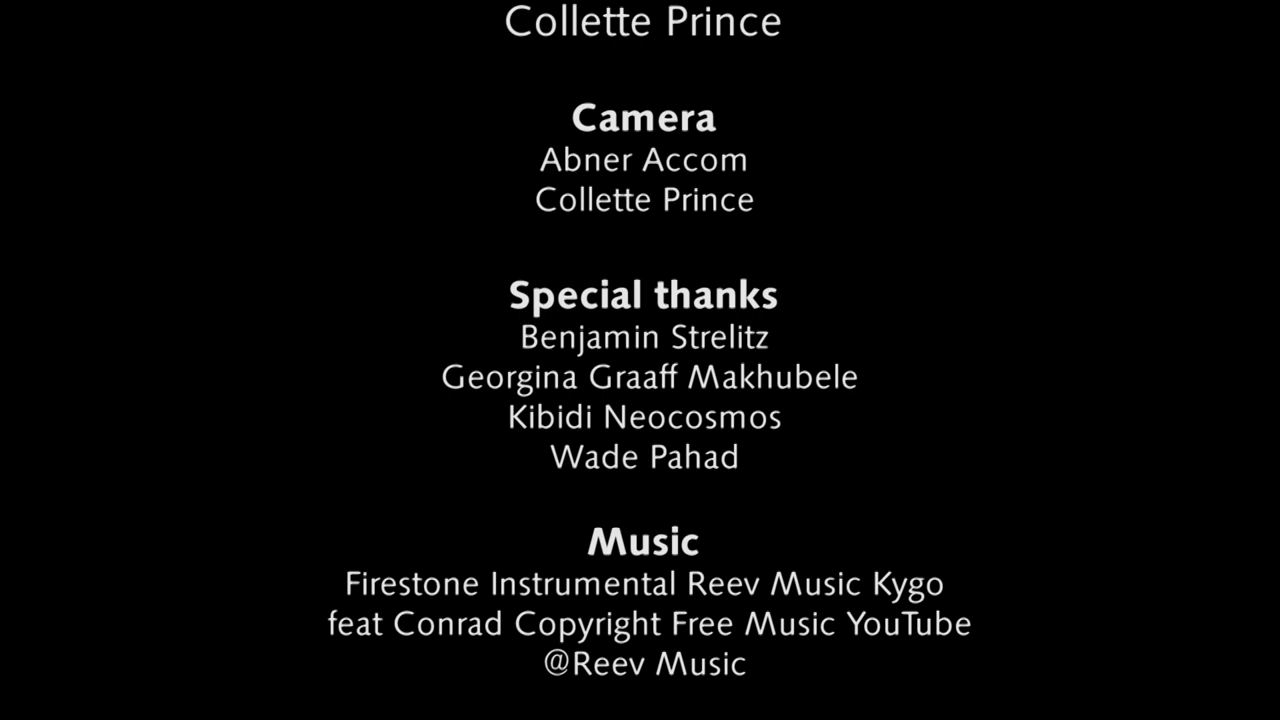 Collette Prince
Camera
Abner Accom
Collette Prince
Special thanks
Benjamin Strelitz
Georgina Graaff Makhubele
Kibidi Neocosmos
Wade Pahad
Music
Firestone Instrumental Reev Music Kygo
feat Conrad Copyright Free Music YouTube
@Reev Music